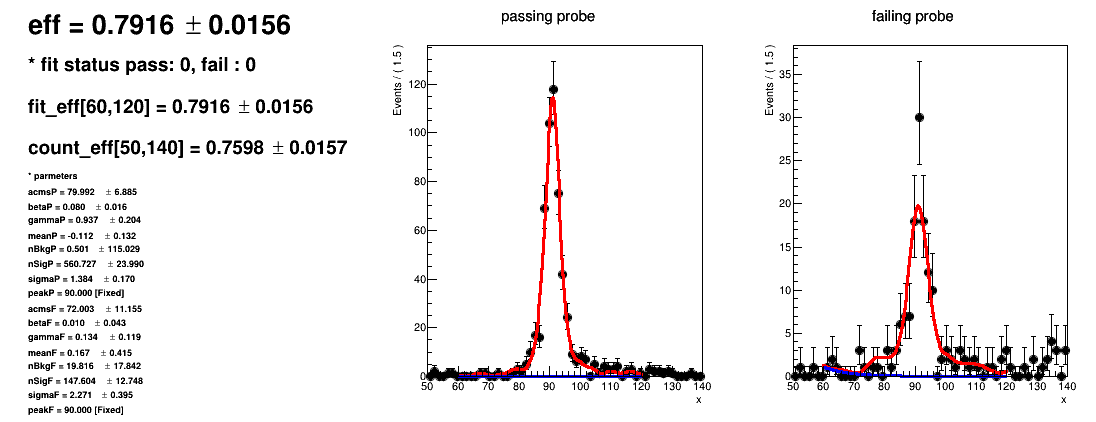 eff = 0.7916 ± 0.0156
* fit status pass: 0, fail : 0
fit_eff[60,120] = 0.7916 ± 0.0156
count_eff[50,140] = 0.7598 ± 0.0157
* parmeters
acmsP = 79.992 ± 6.885
betaP = 0.080 ± 0.016
gammaP = 0.937 ± 0.204
meanP = -0.112 ± 0.132
nBkgP = 0.501 ± 115.029
nSigP = 560.727 ± 23.990
sigmaP = 1.384 ± 0.170
peakP = 90.000 [Fixed]
acmsF = 72.003 ± 11.155
betaF = 0.010 ± 0.043
gammaF = 0.134 ± 0.119
meanF = 0.167 ± 0.415
nBkgF = 19.816 ± 17.842
nSigF = 147.604 ± 12.748
sigmaF = 2.271 ± 0.395
peakF = 90.000 [Fixed]
passing probe
Events / ( 1.5 )
120
100
80
60
40
20
0
50 60 70 80 90 100 110 120 130 140
x
failing probe
Events / ( 1.5 )
35
30
25
20
15
10
5
0
50 60 70 80 90 100 110 120 130 140
x